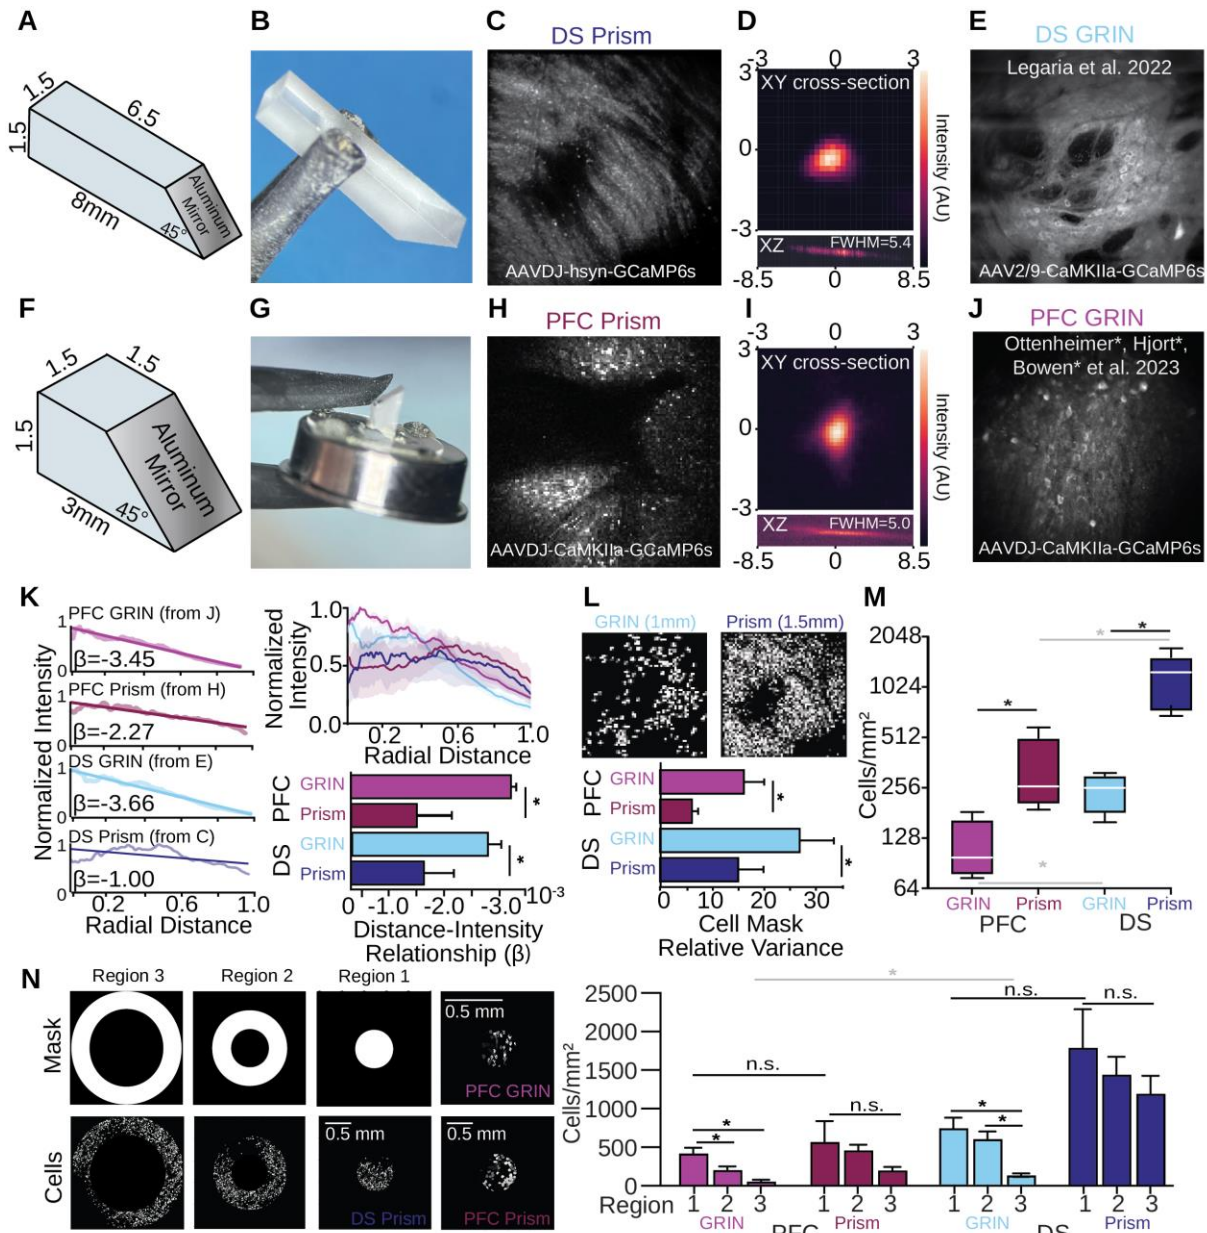 A
1.5
6.5
1.5
8mm
45°
Aluminum
Mirror
B
C
DS Prism
AAVDJ-hsyn-GCaMP6s
D
-3 0 3
3
XY cross-section
0
-3
XZ
FWHM=5.4
-8.5 0 8.5
Intensity (AU)
E
DS GRIN
Legaria et al. 2022
AAV2/9-CaMKIIa-GCaMP6s
F
1.5
1.5
1.5
3mm
45°
Aluminum
Mirror
G
H
PFC Prism
AAVDJ-CaMKIIa-GCaMP6s
I
-3 0 3
3
XY cross-section
0
-3
XZ
FWHM=5.0
-8.5 0 8.5
Intensity (AU)
J
PFC GRIN
Ottenheimer*, Hjort*,
Bowen* et al. 2023
AAVDJ-CaMKIIa-GCaMP6s
K
Normalized Intensity
PFC GRIN (from J)
1
β=-3.45
1
PFC Prism (from H)
β=-2.27
1
DS GRIN (from E)
1
β=-3.66
DS Prism (from C)
1
β=-1.00
0.2 0.6 1.0
Radial Distance
Normalized
Intensity
1.0
0.5
0.0
0.2 0.6 1.0
Radial Distance
PFC
GRIN
Prism
*
DS
GRIN
Prism
*
10⁻³
0 -1.0 -2.0 -3.0
Distance-Intensity
Relationship (β)
L
GRIN (1mm)
Prism (1.5mm)
PFC
GRIN
Prism
*
DS
GRIN
Prism
*
0 10 20 30
Cell Mask
Relative Variance
M
Cells/mm²
2048
1024
512
256
128
64
*
*
*
*
GRIN Prism GRIN Prism
PFC DS
N
Region 3
Region 2
Region 1
Mask
0.5 mm
PFC GRIN
Cells
0.5 mm
DS Prism
0.5 mm
PFC Prism
Cells/mm²
2500
2000
1500
1000
500
0
*
n.s.
n.s.
n.s.
n.s.
*
*
*
*
Region 1 2 3 1 2 3 1 2 3 1 2 3
GRIN Prism GRIN Prism
PFC DS